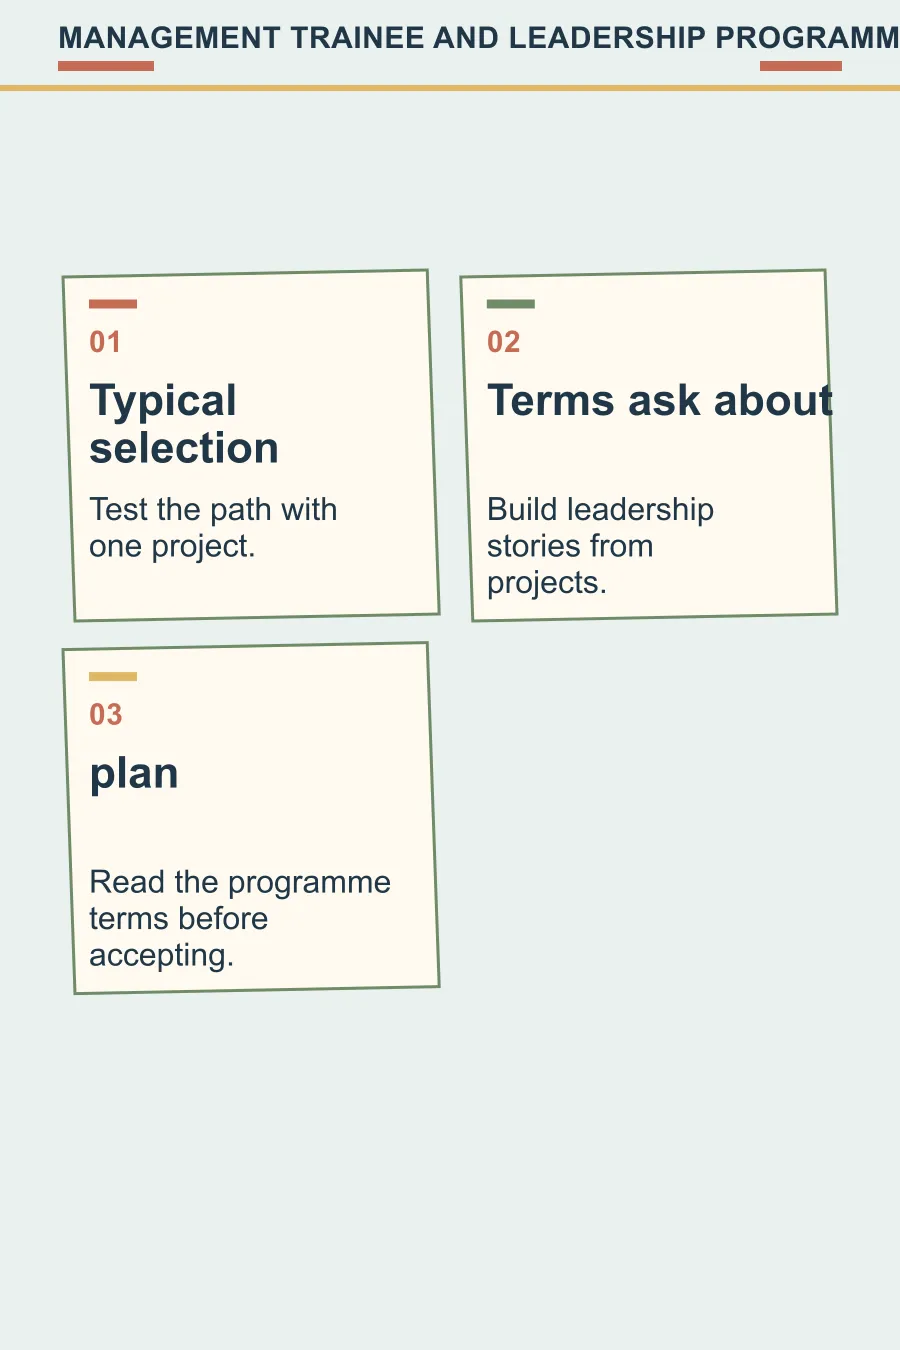 MANAGEMENT TRAINEE AND LEADERSHIP PROGRAMM
01
Typical
selection
Test the path with
one project.
02
Terms ask about
Build leadership
stories from
projects.
03
plan
Read the programme
terms before
accepting.